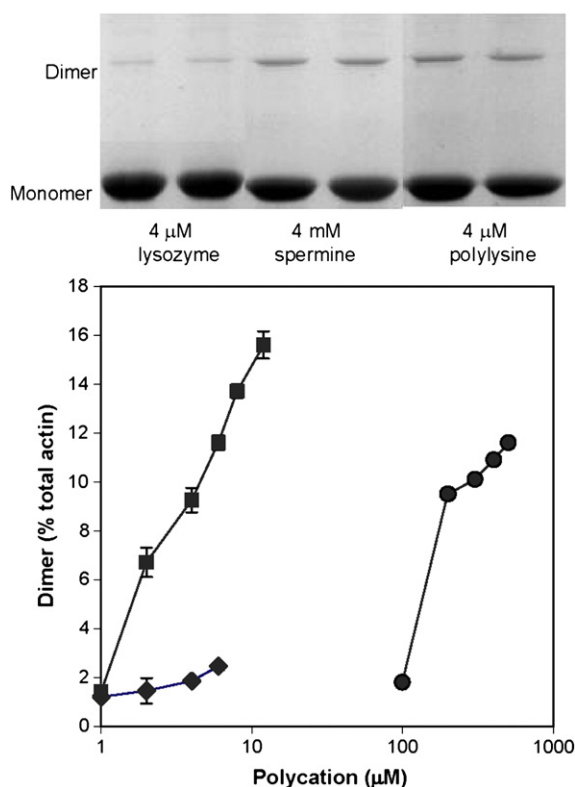 Dimer
Monomer
4 μM 4 mM 4 μM
lysozyme spermine polylysine
18
16
14
12
10
8
6
4
2
0
Dimer (% total actin)
1 10 100 1000
Polycation (μM)